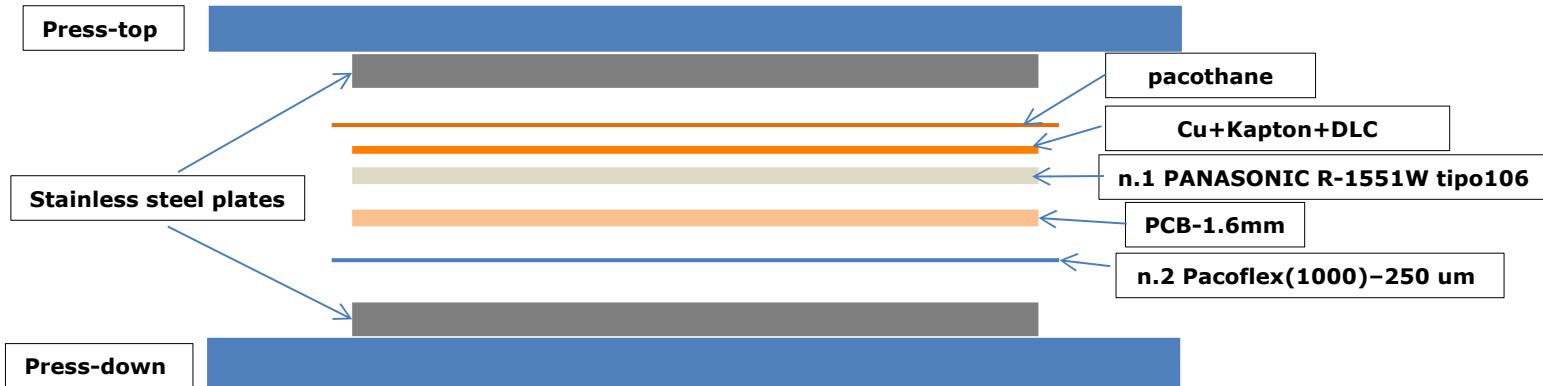 Press-top
pacothane
Cu+Kapton+DLC
n.1 PANASONIC R-1551W tipo106
Stainless steel plates
PCB-1.6mm
n.2 Pacoflex(1000)–250 um
Press-down